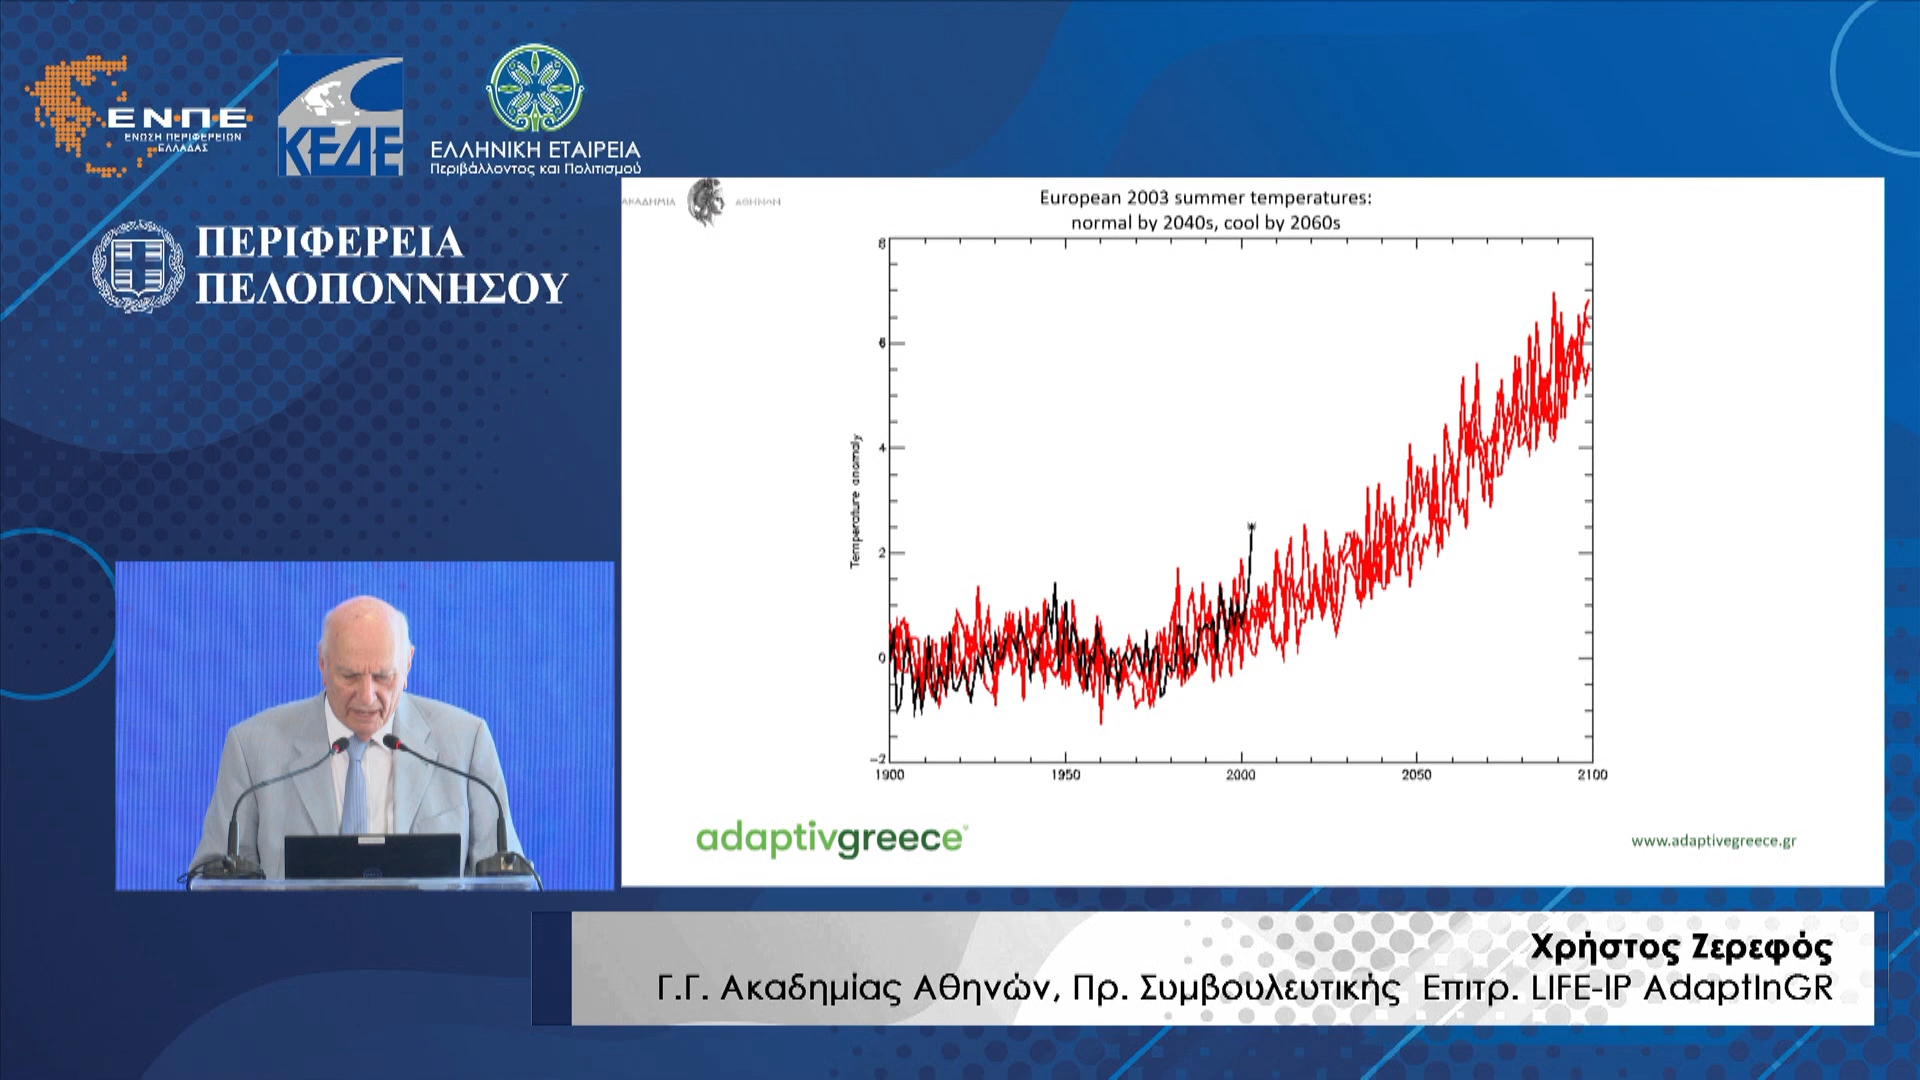 ΕΝΠΕ
ΕΝΩΣΗ ΠΕΡΙΦΕΡΕΙΩΝ
ΕΛΛΑΔΑΣ
ΚΕΔΕ
ΕΛΛΗΝΙΚΗ ΕΤΑΙΡΕΙΑ
Περιβάλλοντος και Πολιτισμού
ΠΕΡΙΦΕΡΕΙΑ
ΠΕΛΟΠΟΝΝΗΣΟΥ
ΑΚΑΔΗΜΙΑ ΑΘΗΝΩΝ
European 2003 summer temperatures:
normal by 2040s, cool by 2060s
8
6
4
2
0
-2
Temperature anomaly
1900 1950 2000 2050 2100
adaptivgreece
www.adaptivegreece.gr
Χρήστος Ζερεφός
Γ.Γ. Ακαδημίας Αθηνών, Πρ. Συμβουλευτικής Επιτρ. LIFE-IP AdaptInGR